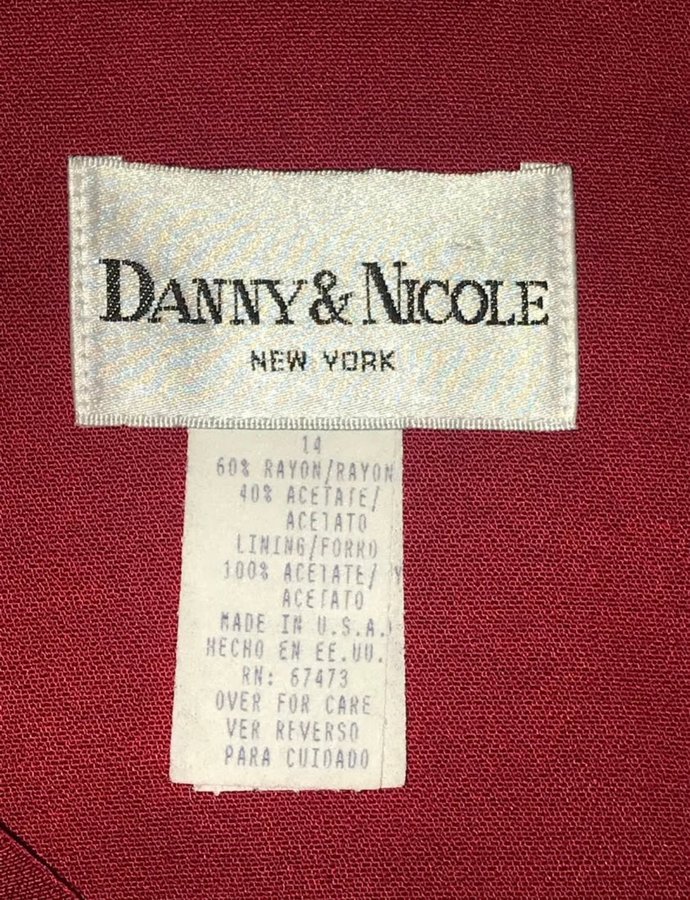 DANNY & NICOLE
NEW YORK
14
60% RAYON/RAYON
40% ACETATE/
ACETATO
LINING/FORRO
100% ACETATE/
ACETATO
MADE IN U.S.A.
HECHO EN EE.UU.
RN: 67473
OVER FOR CARE
VER REVERSO
PARA CUIDADO